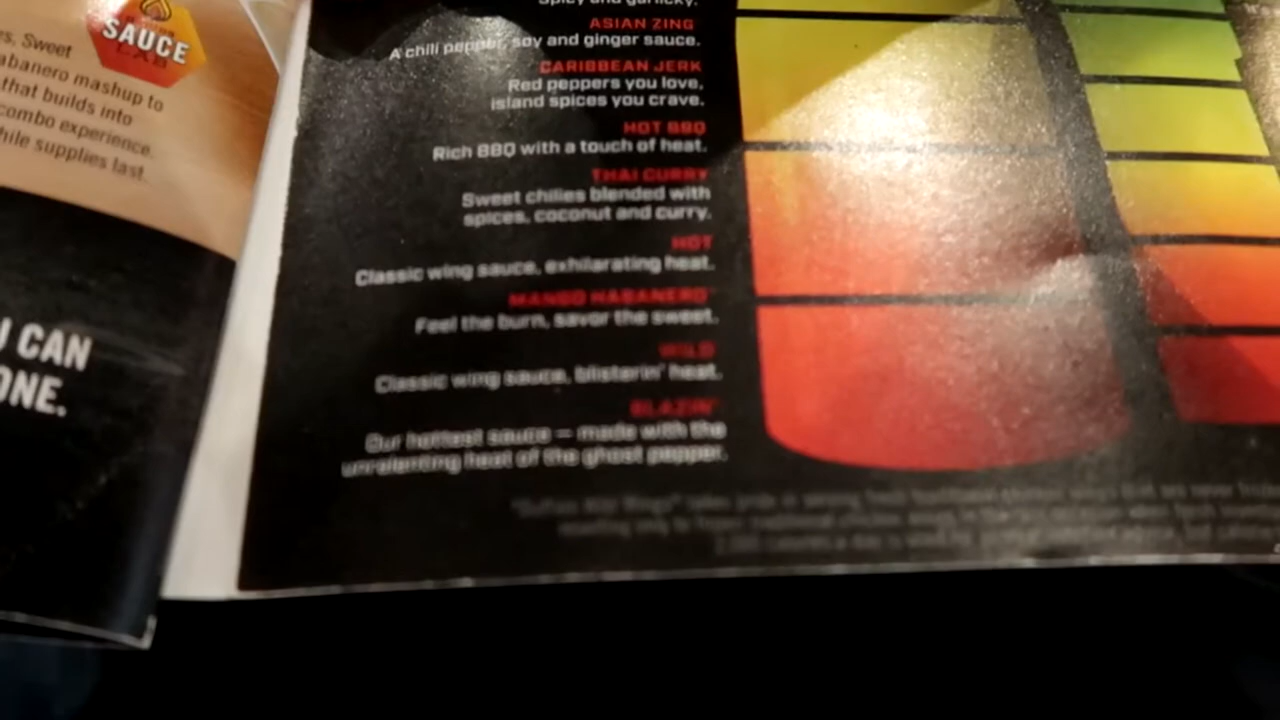 SAUCE
LAB
es, Sweet
abanero mashup to
that builds into
combo experience.
hile supplies last.
U CAN
ONE.
Spicy and garlicky.
ASIAN ZING
A chili pepper, soy and ginger sauce.
CARIBBEAN JERK
Red peppers you love,
island spices you crave.
HOT BBQ
Rich BBQ with a touch of heat.
THAI CURRY
Sweet chilies blended with
spices, coconut and curry.
HOT
Classic wing sauce, exhilarating heat.
MANGO HABANERO
Feel the burn, savor the sweet.
WILD
Classic wing sauce, blisterin' heat.
BLAZIN'
Our hottest sauce – made with the
unrelenting heat of the ghost pepper.